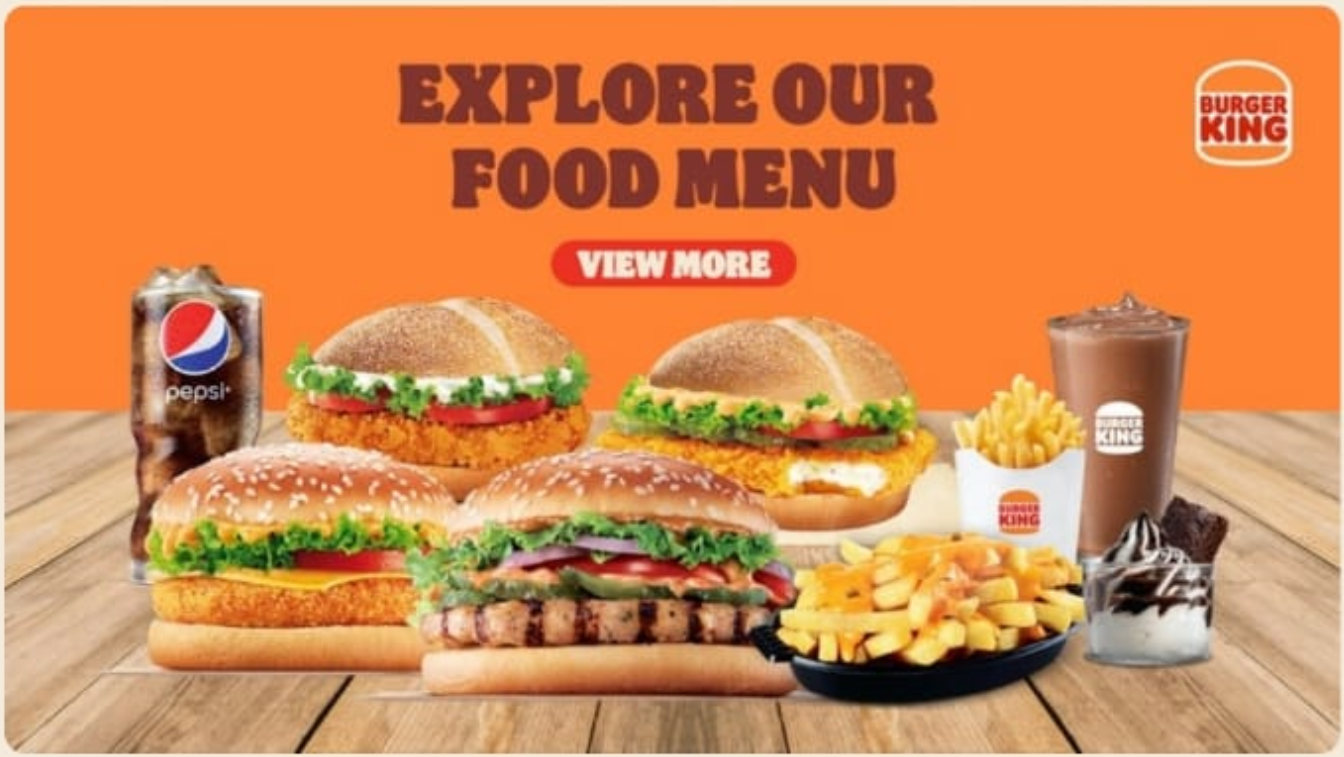 EXPLORE OUR
FOOD MENU
BURGER
KING
VIEW MORE
pepsi
BURGER
KING
BURGER
KING